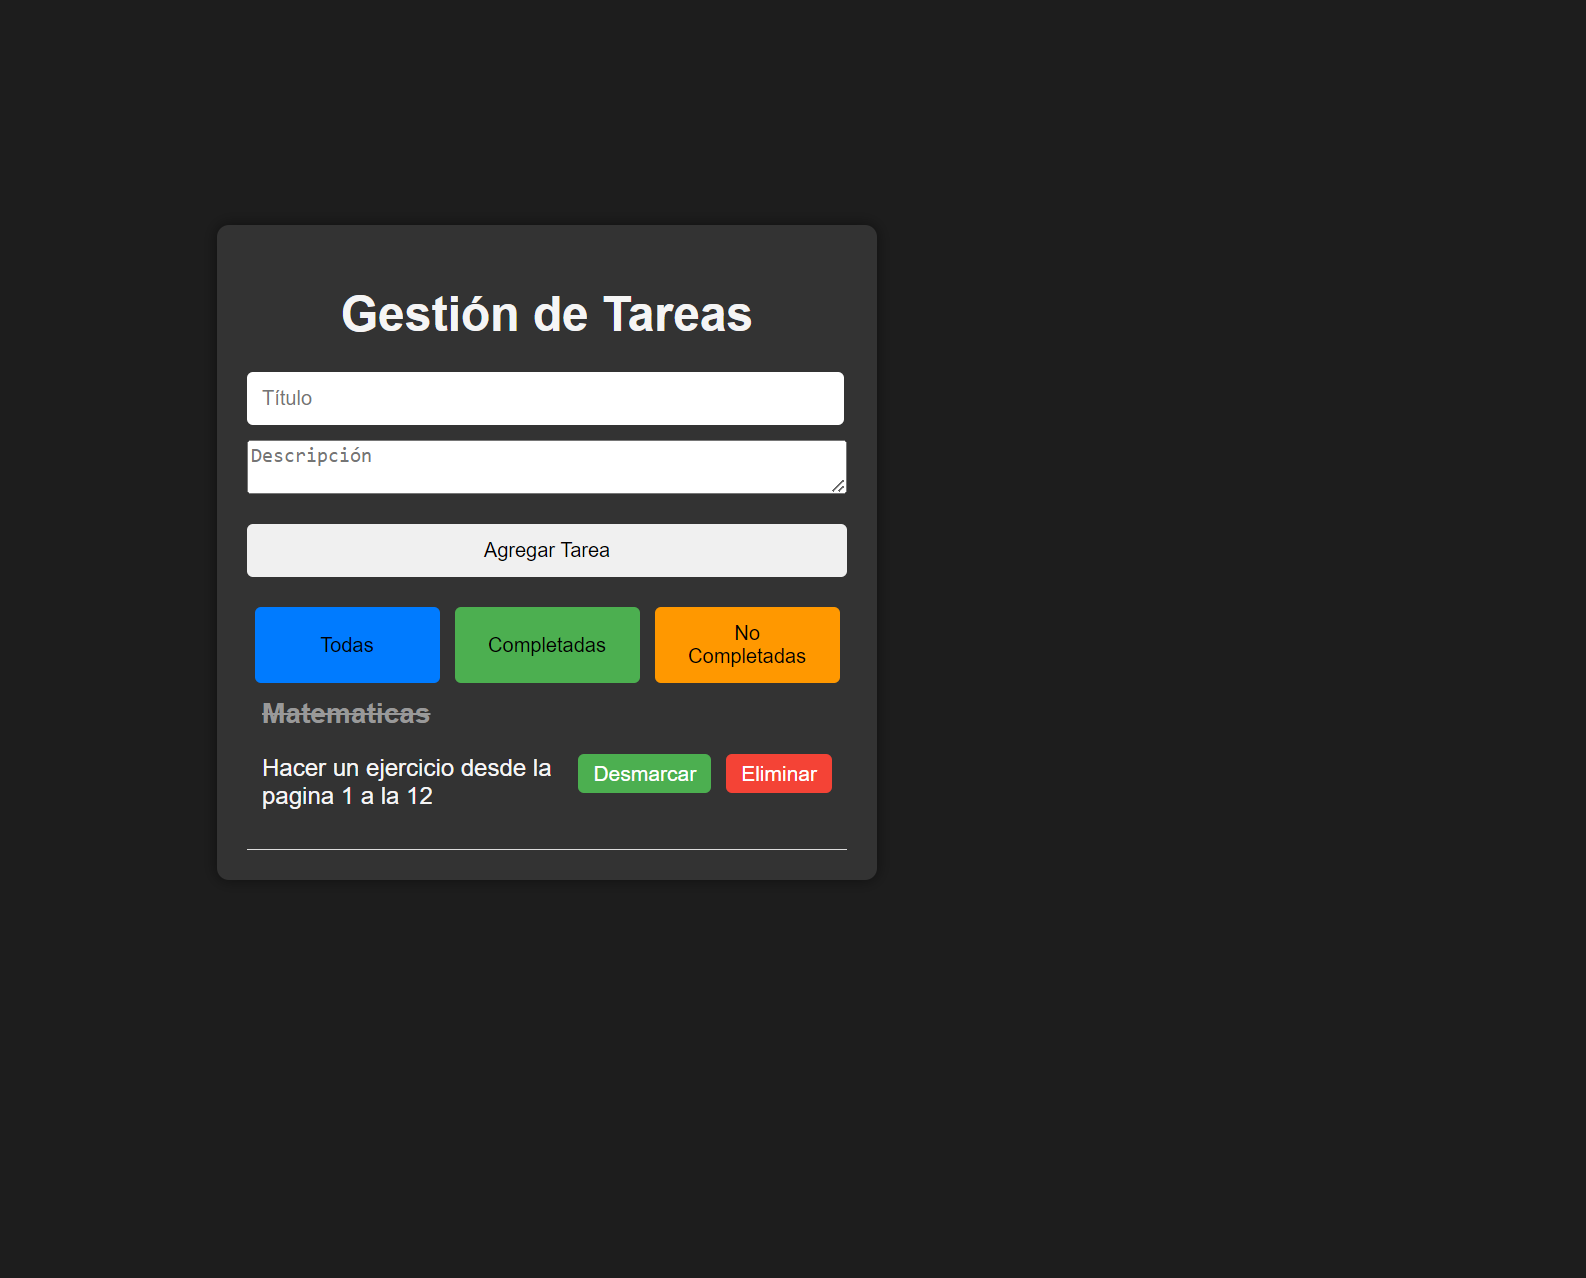 Gestión de Tareas
Título
Descripción
Agregar Tarea
Todas
Completadas
No
Completadas
Matematicas
Hacer un ejercicio desde la
pagina 1 a la 12
Desmarcar
Eliminar